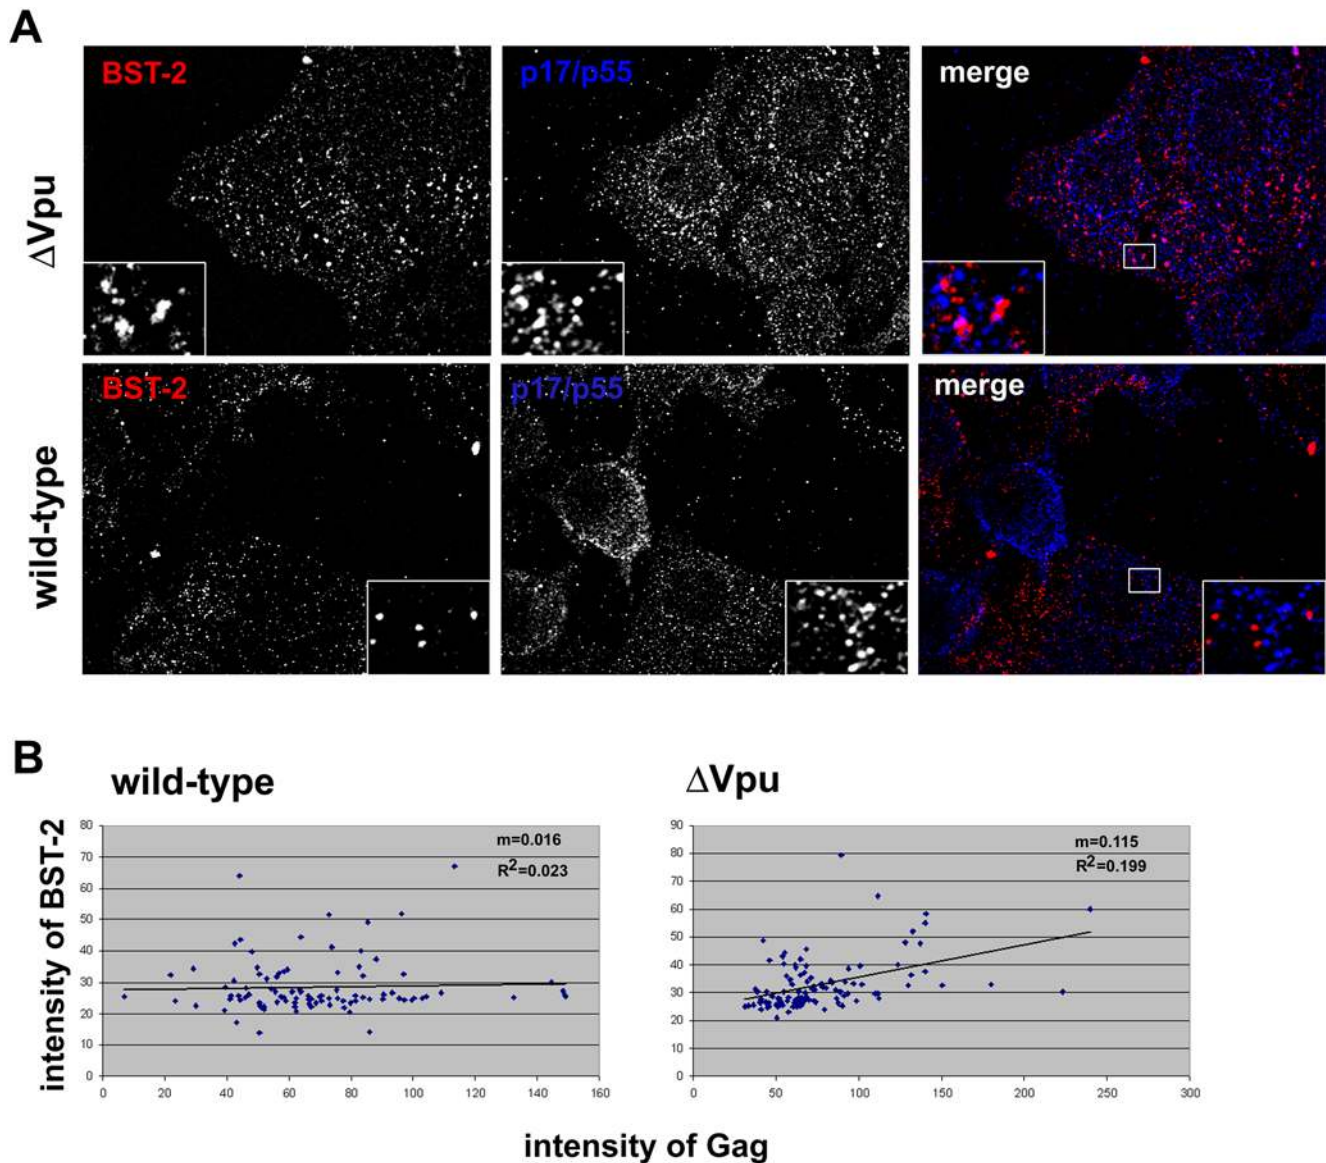 A
BST-2
p17/p55
merge
ΔVpu
BST-2
p17/p55
merge
wild-type
B
wild-type
ΔVpu
intensity of BST-2
80
70
60
50
40
30
20
10
0
m=0.016
R²=0.023
0 20 40 60 80 100 120 140 160
90
80
70
60
50
40
30
20
10
0
m=0.115
R²=0.199
0 50 100 150 200 250 300
intensity of Gag